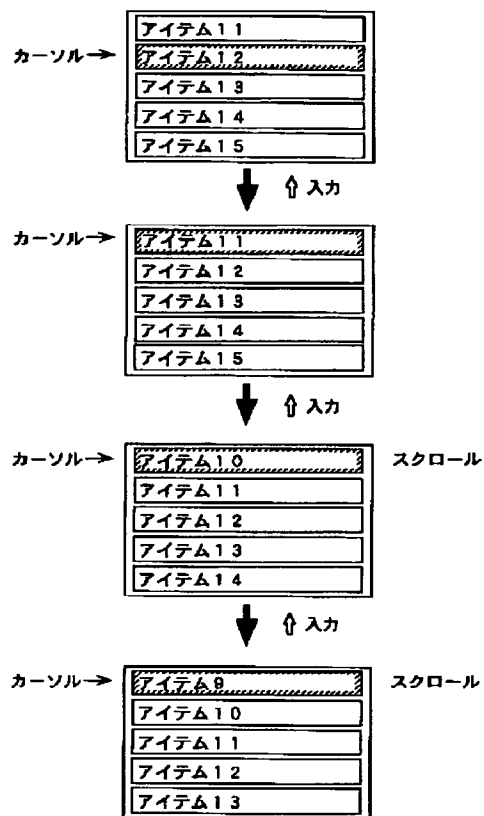 アイテム11
カーソル→ アイテム12
アイテム13
アイテム14
アイテム15
⇧ 入力
カーソル→ アイテム11
アイテム12
アイテム13
アイテム14
アイテム15
⇧ 入力
カーソル→ アイテム10 スクロール
アイテム11
アイテム12
アイテム13
アイテム14
⇧ 入力
カーソル→ アイテム9 スクロール
アイテム10
アイテム11
アイテム12
アイテム13